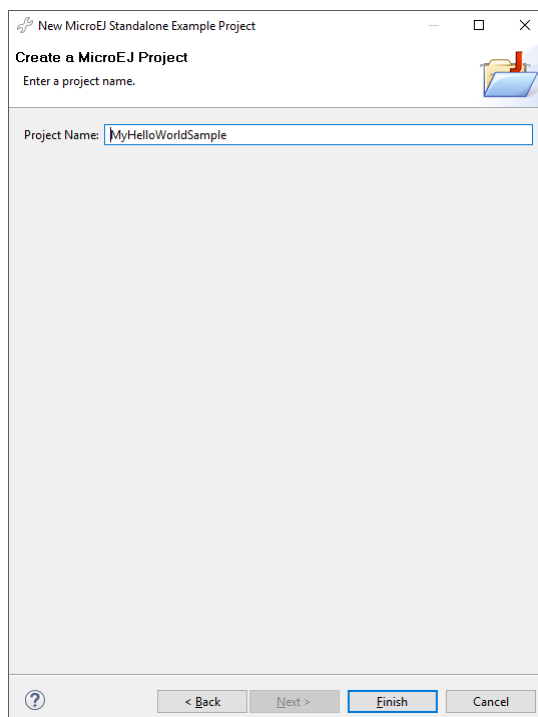 New MicroEJ Standalone Example Project
Create a MicroEJ Project
Enter a project name.
Project Name: MyHelloWorldSample
? < Back Next > Finish Cancel